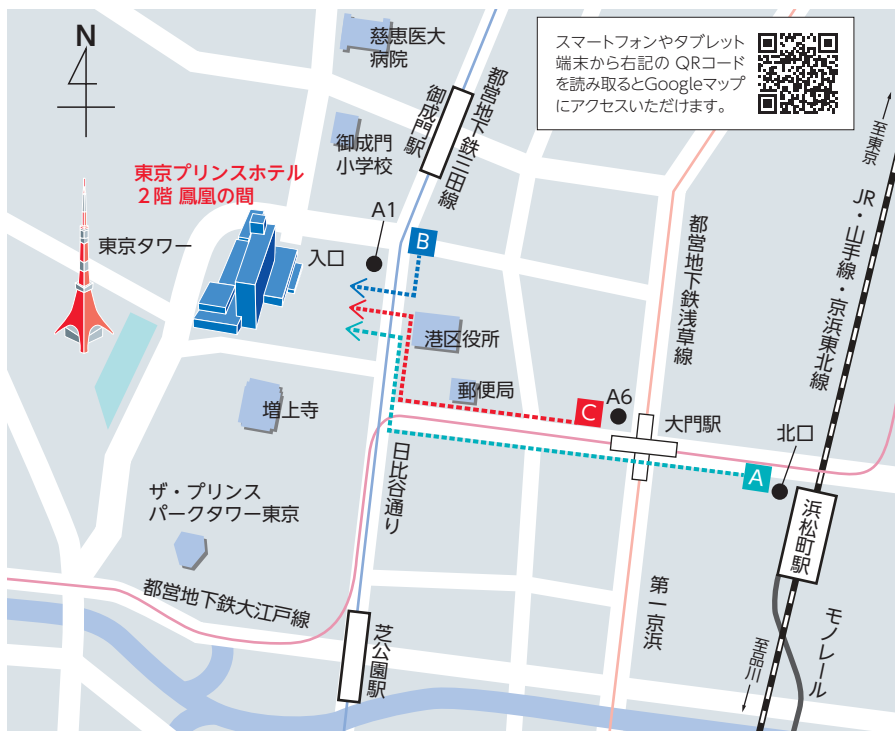 N
慈恵医大
病院
スマートフォンやタブレット
端末から右記の QRコード
を読み取るとGoogleマップ
にアクセスいただけます。
御成門駅
都営地下鉄三田線
御成門
小学校
東京プリンスホテル
2階 鳳凰の間
A1
東京タワー
入口
B
至東京
JR・山手線・京浜東北線
都営地下鉄浅草線
港区役所
郵便局
C
A6
大門駅
北口
A
増上寺
日比谷通り
浜松町駅
ザ・プリンス
パークタワー東京
都営地下鉄大江戸線
芝公園駅
第一京浜
至品川
モノレール